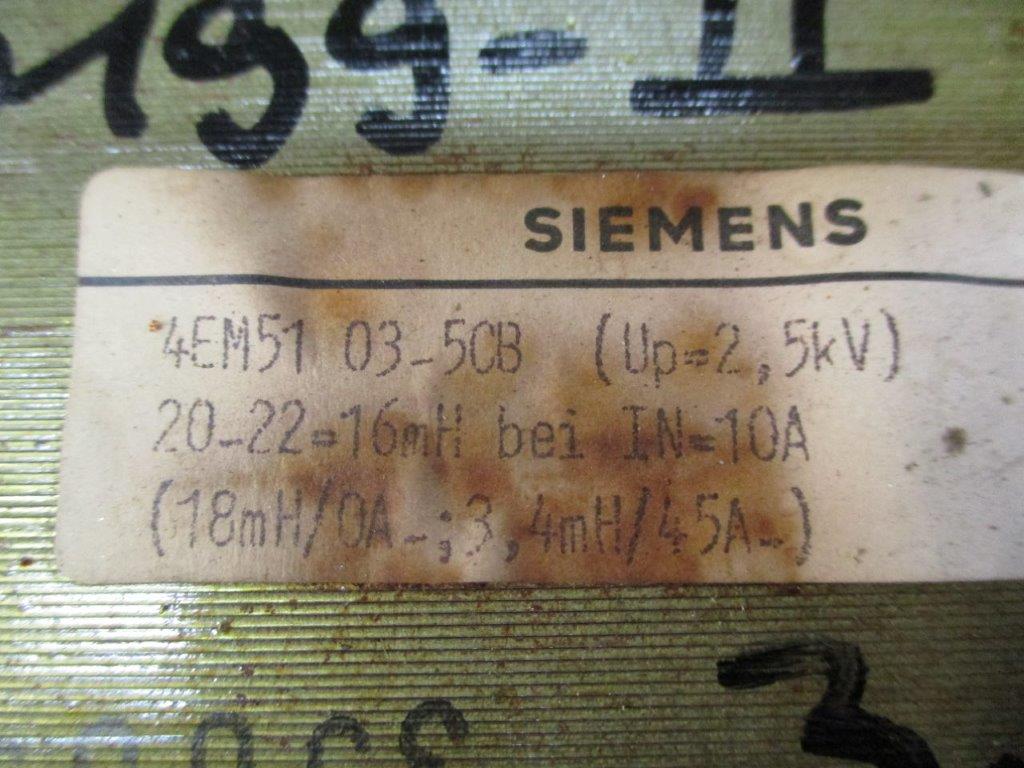 199-II
SIEMENS
4EM51 03-5CB (Up=2,5kV)
20-22=16mH bei IN=10A
(18mH/0A-;3,4mH/45A-)